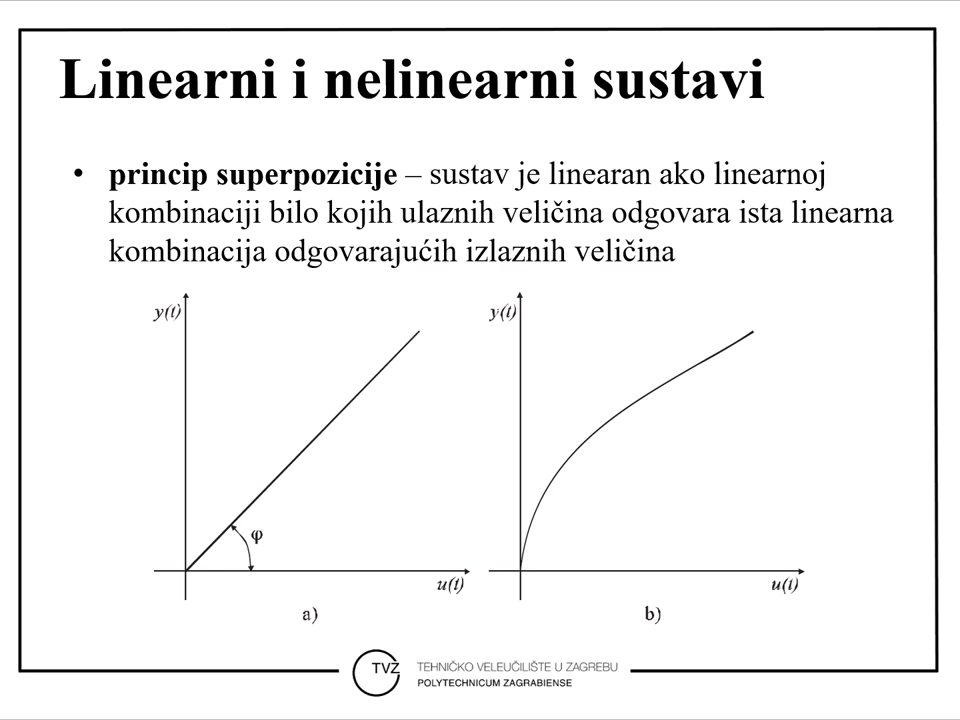 Linearni i nelinearni sustavi
• princip superpozicije – sustav je linearan ako linearnoj
kombinaciji bilo kojih ulaznih veličina odgovara ista linearna
kombinacija odgovarajućih izlaznih veličina
y(t)
φ
u(t)
a)
y(t)
u(t)
b)
TVZ
TEHNIČKO VELEUČILIŠTE U ZAGREBU
POLYTECHNICUM ZAGRABIENSE